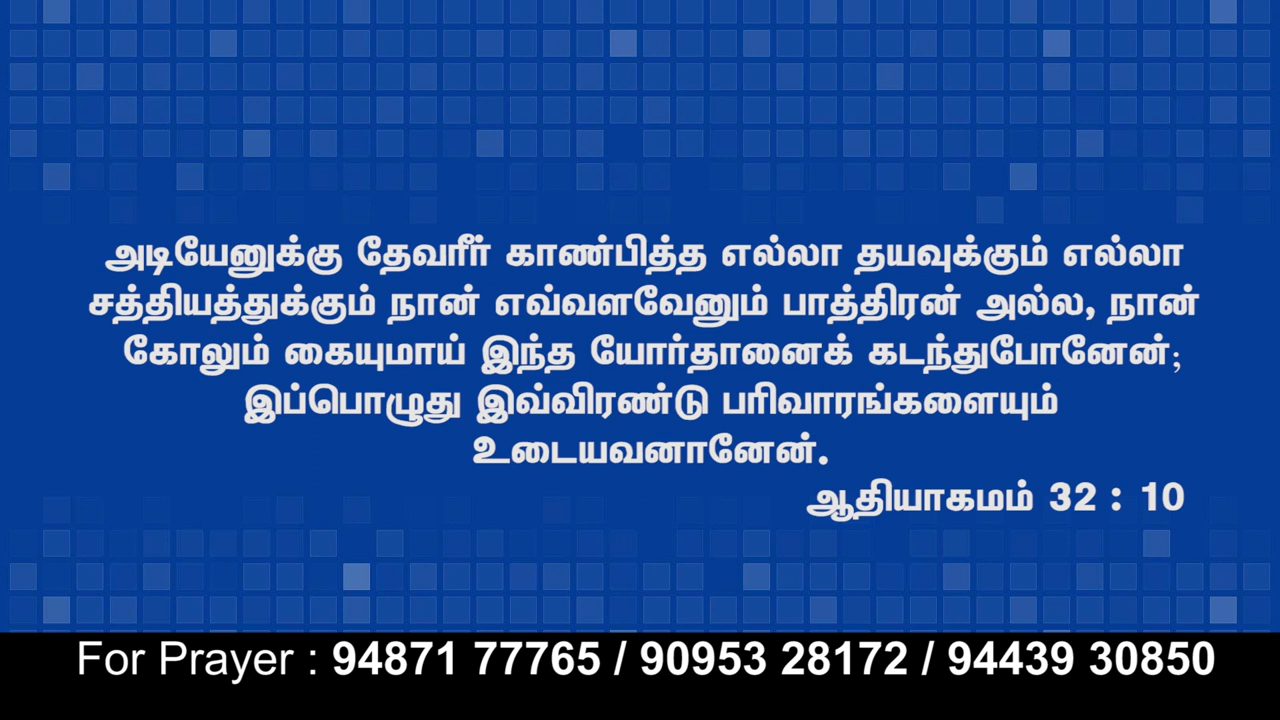 அடியேனுக்கு தேவரீர் காண்பித்த எல்லா தயவுக்கும் எல்லா
சத்தியத்துக்கும் நான் எவ்வளவேனும் பாத்திரன் அல்ல, நான்
கோலும் கையுமாய் இந்த யோர்தானைக் கடந்துபோனேன்;
இப்பொழுது இவ்விரண்டு பரிவாரங்களையும்
உடையவனானேன்.
ஆதியாகமம் 32 : 10
For Prayer : 94871 77765 / 90953 28172 / 94439 30850